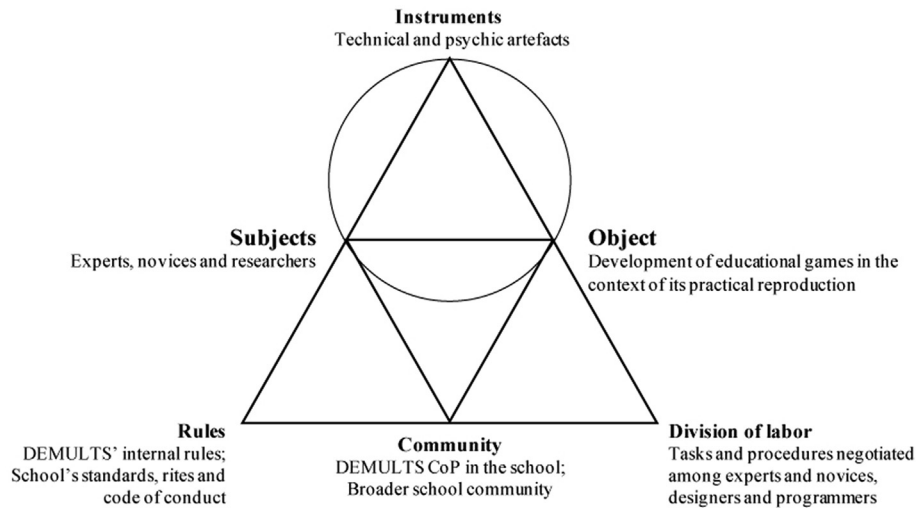 Instruments
Technical and psychic artefacts
Subjects
Experts, novices and researchers
Object
Development of educational games in the
context of its practical reproduction
Rules
DEMULTS' internal rules;
School's standards, rites and
code of conduct
Community
DEMULTS CoP in the school;
Broader school community
Division of labor
Tasks and procedures negotiated
among experts and novices,
designers and programmers